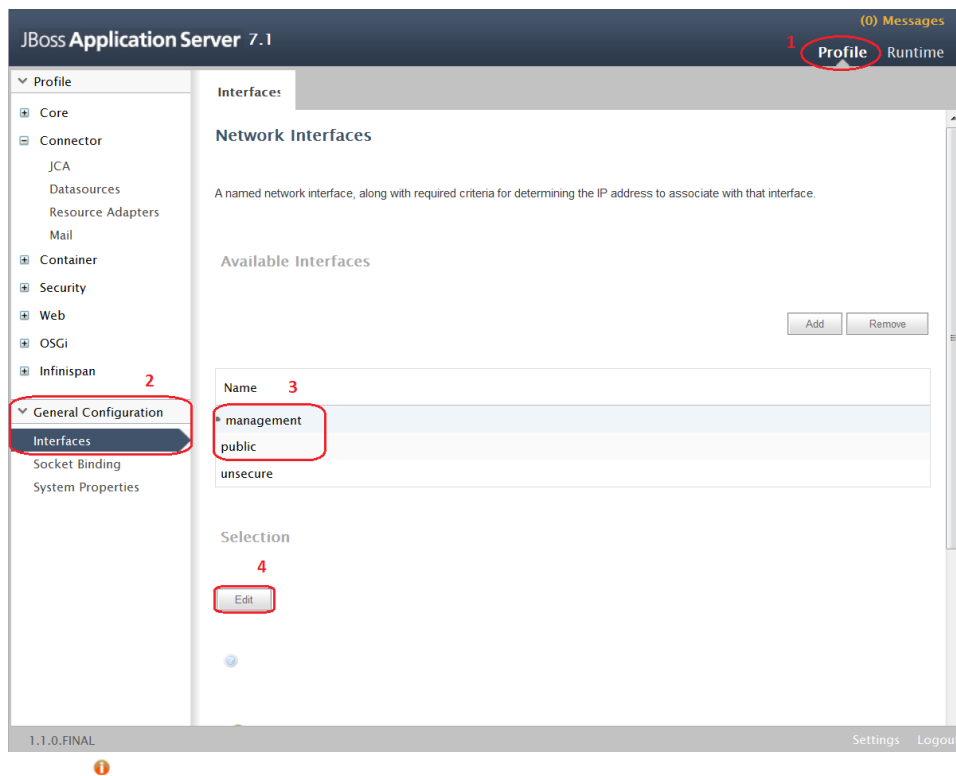 (0) Messages
JBoss Application Server 7.1
1
Profile Runtime
Profile
Interfaces
Core
Connector
JCA
Datasources
Resource Adapters
Mail
Container
Security
Web
OSGi
Infinispan
2
General Configuration
Interfaces
Socket Binding
System Properties
Network Interfaces
A named network interface, along with required criteria for determining the IP address to associate with that interface.
Available Interfaces
Add Remove
Name 3
management
public
unsecure
Selection
4
Edit
1.1.0.FINAL
Settings Logout